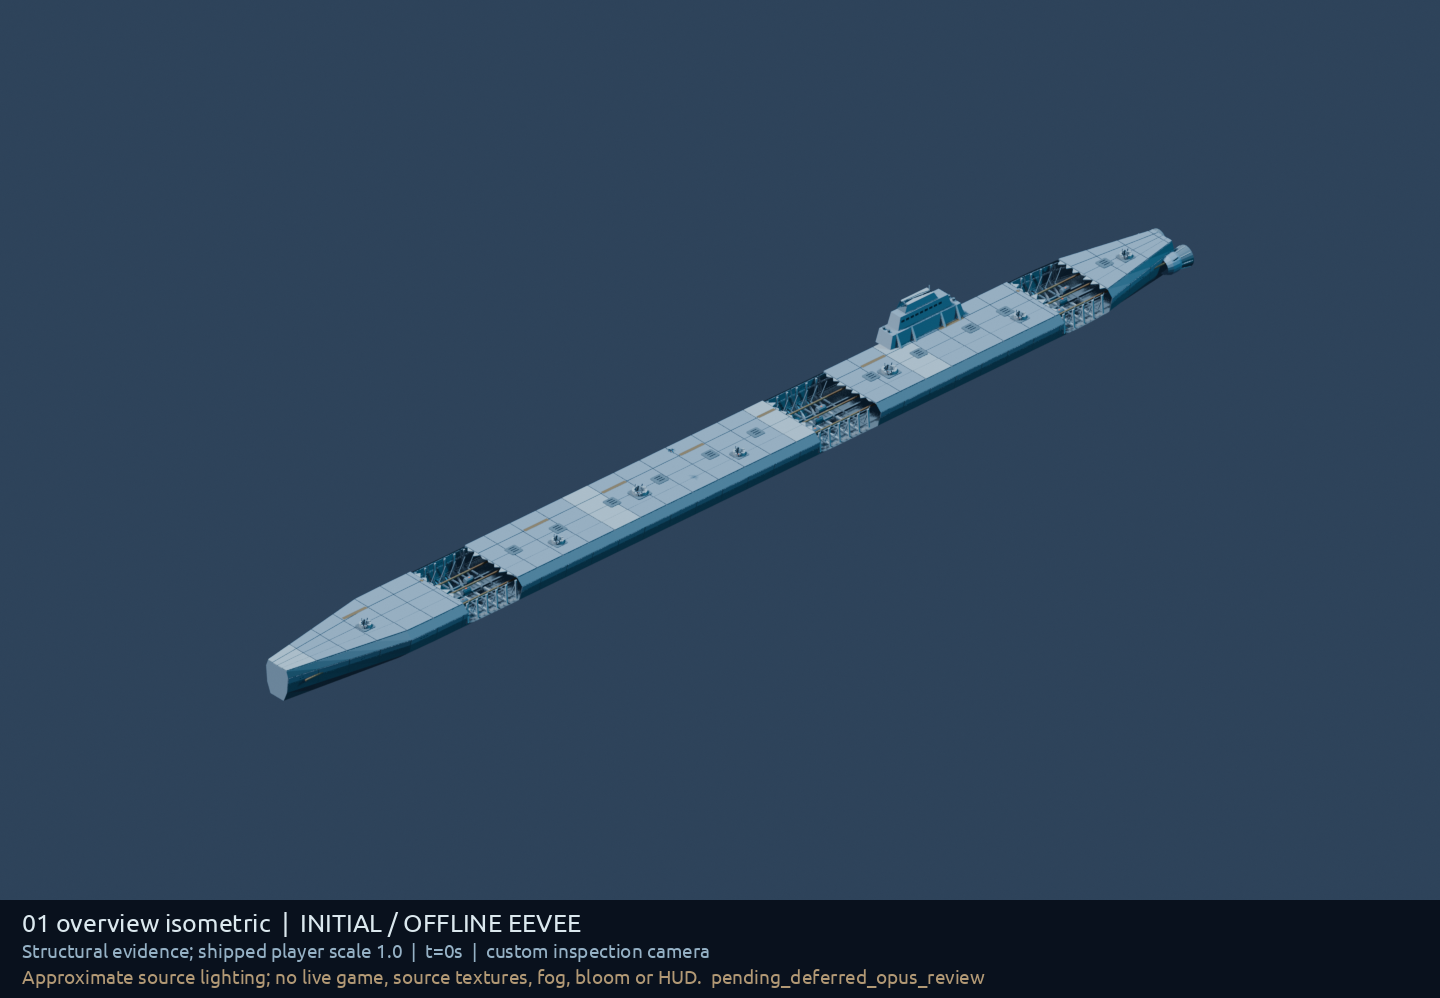 01 overview isometric | INITIAL / OFFLINE EEVEE
Structural evidence; shipped player scale 1.0 | t=0s | custom inspection camera
Approximate source lighting; no live game, source textures, fog, bloom or HUD. pending_deferred_opus_review